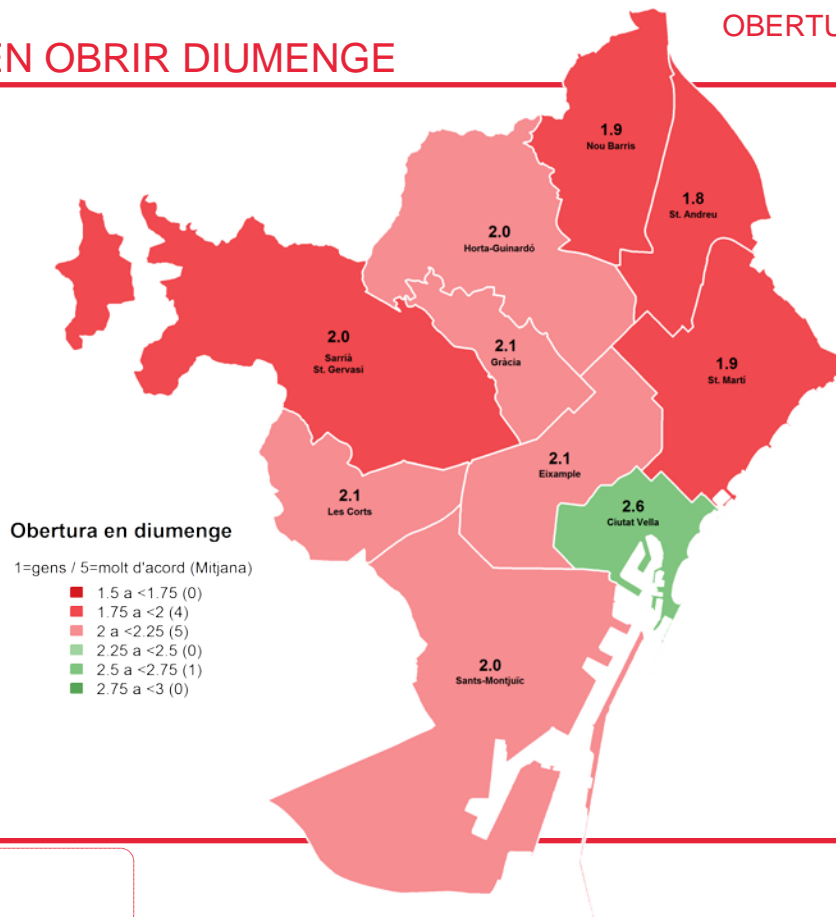 OBERTU
EN OBRIR DIUMENGE
1.9
Nou Barris
1.8
St. Andreu
2.0
Horta-Guinardó
2.0
Sarrià
St. Gervasi
2.1
Gràcia
1.9
St. Martí
2.1
Eixample
2.1
Les Corts
2.6
Ciutat Vella
Obertura en diumenge
1=gens / 5=molt d'acord (Mitjana)
1.5 a <1.75 (0)
1.75 a <2 (4)
2 a <2.25 (5)
2.25 a <2.5 (0)
2.5 a <2.75 (1)
2.75 a <3 (0)
2.0
Sants-Montjuïc